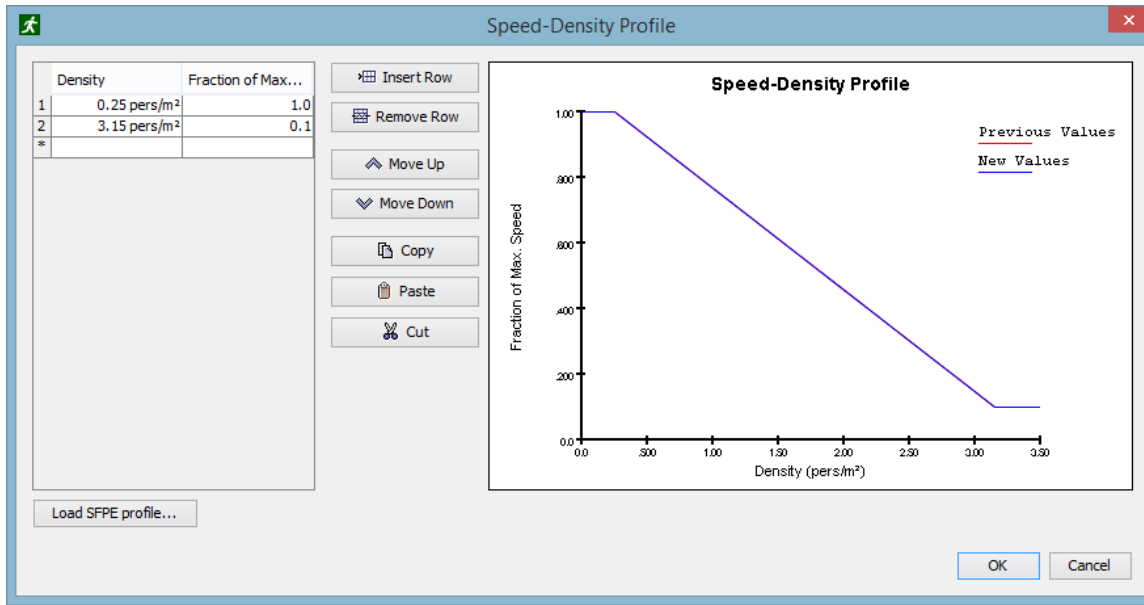 Speed-Density Profile
Density Fraction of Max...
1 0.25 pers/m² 1.0
2 3.15 pers/m² 0.1
*
Insert Row
Remove Row
Move Up
Move Down
Copy
Paste
Cut
Load SFPE profile...
Speed-Density Profile
Previous Values
New Values
Fraction of Max. Speed
1.00
.800
.600
.400
.200
0.0
0.0 .500 1.00 1.50 2.00 2.50 3.00 3.50
Density (pers/m²)
OK Cancel